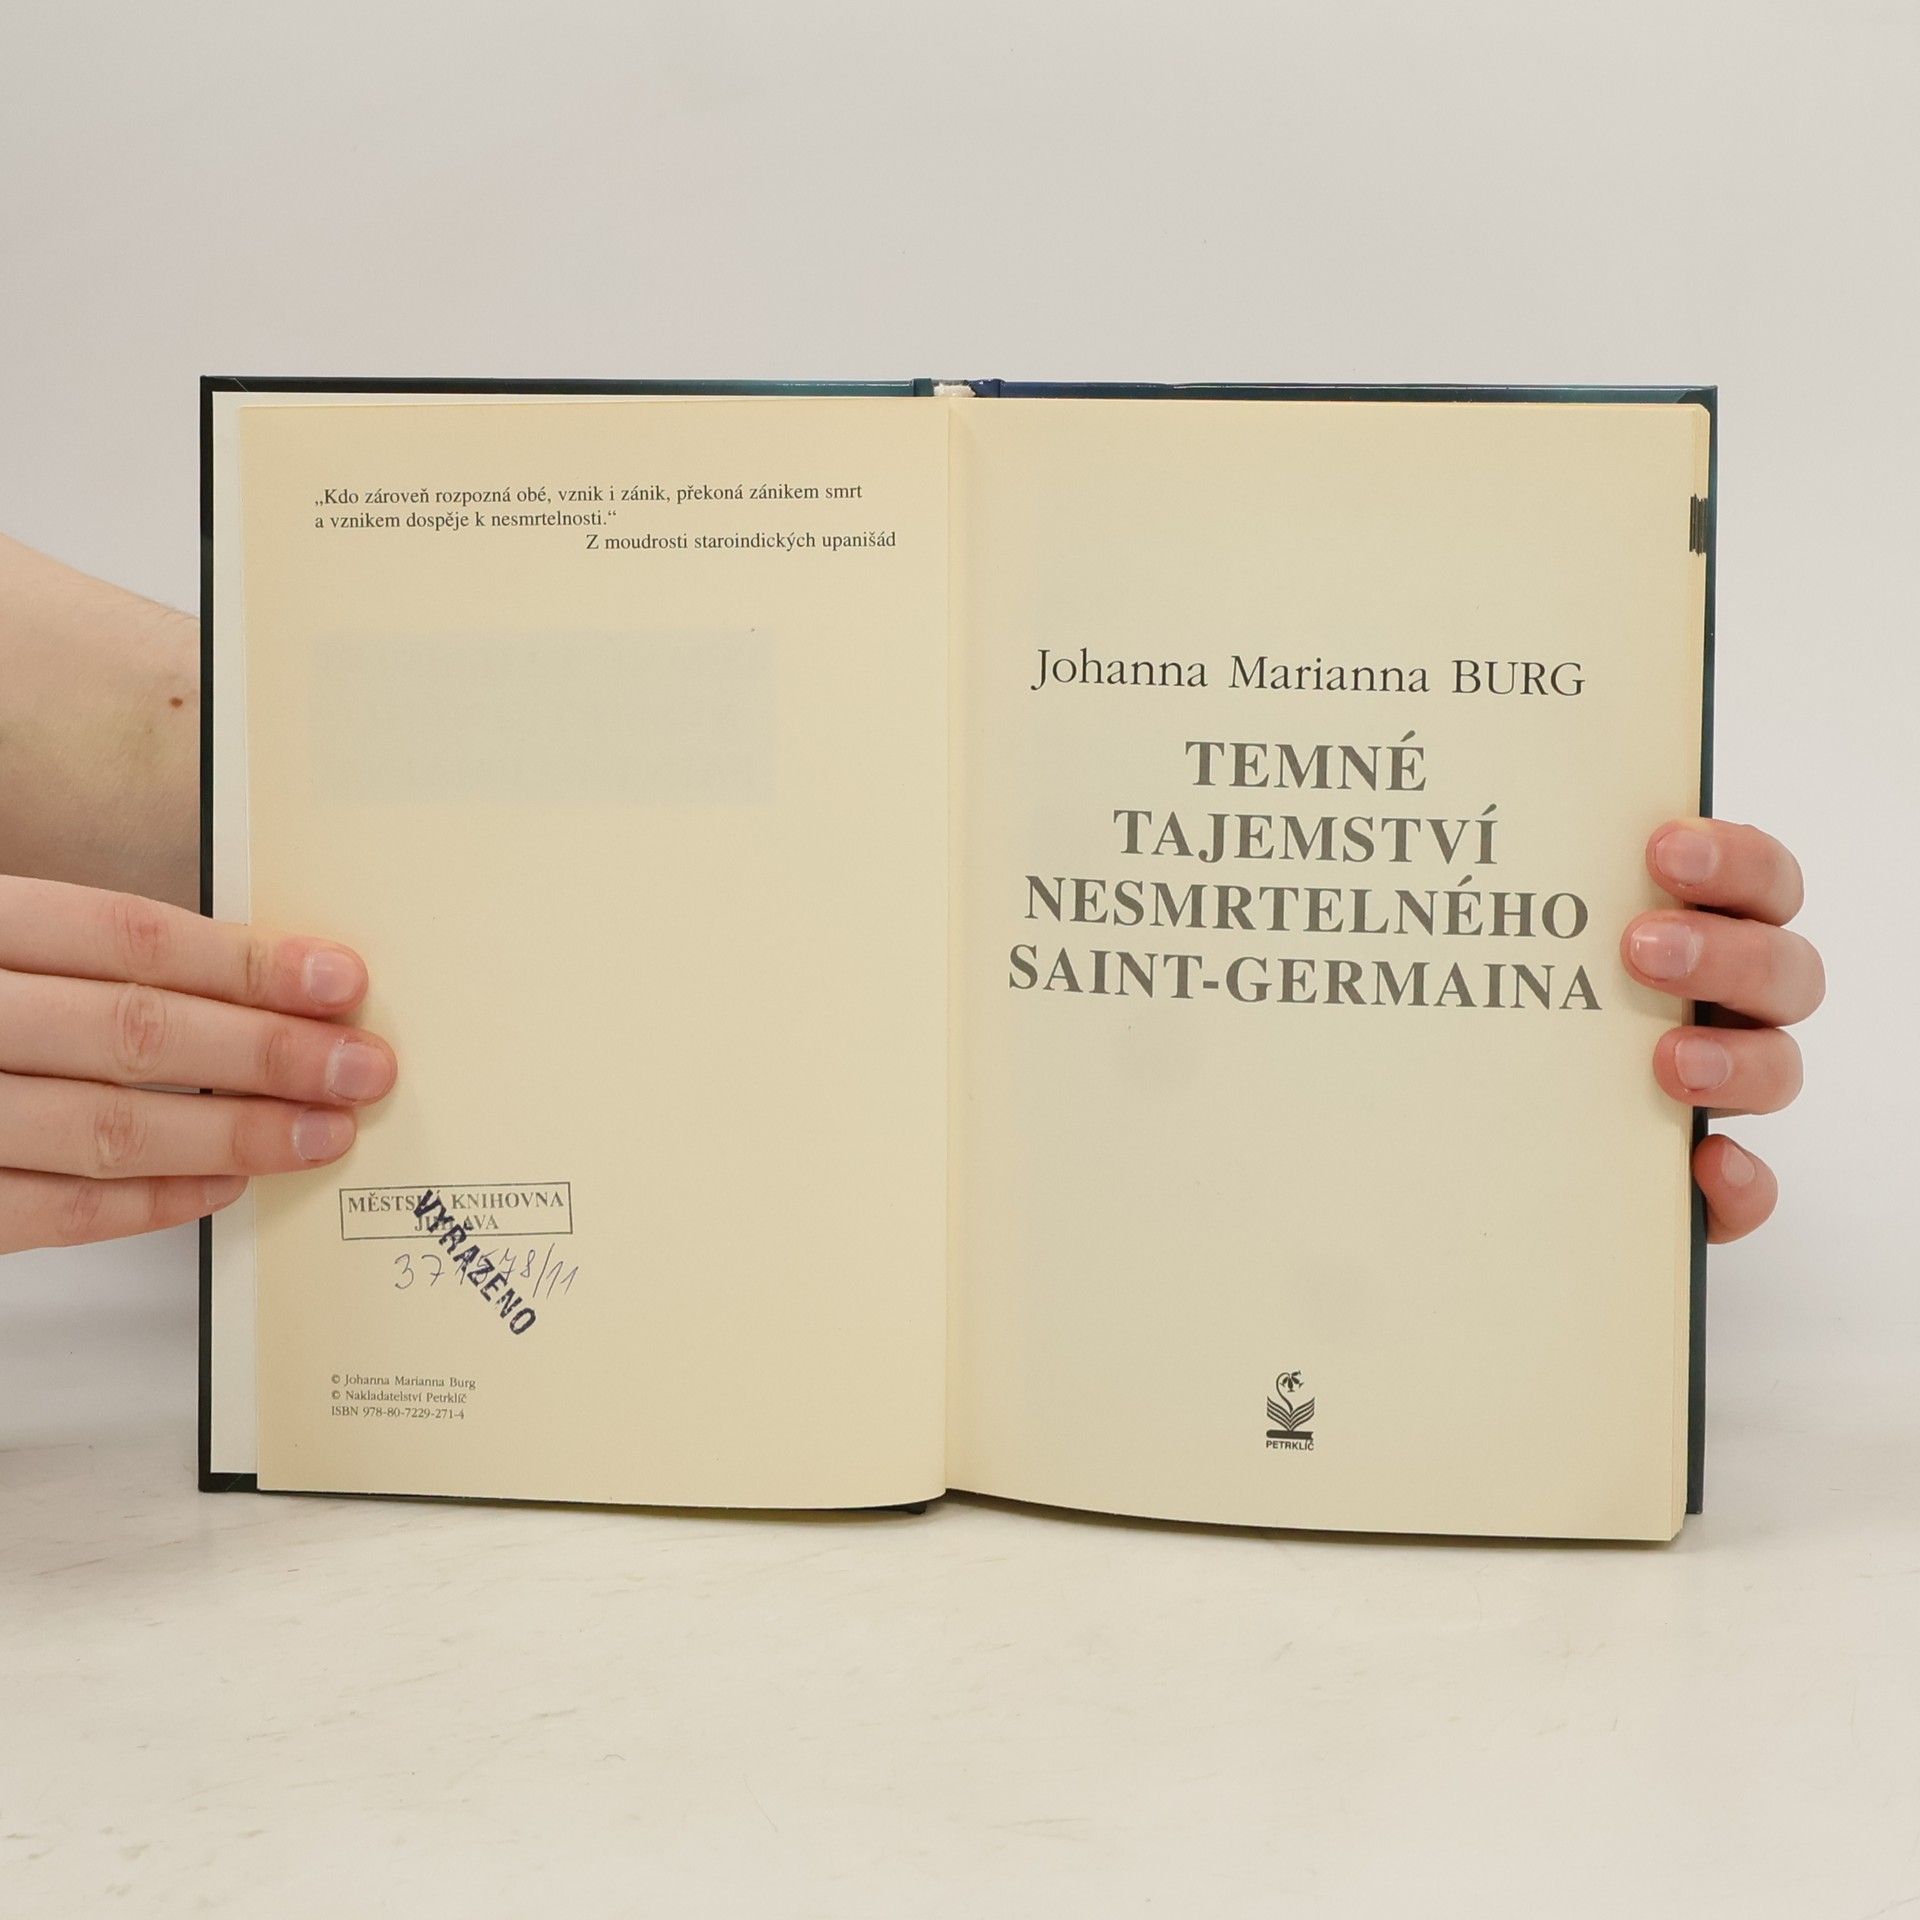 „Kdo zároveň rozpozná obé, vznik i zánik, překoná zánikem smrt
a vznikem dospěje k nesmrtelnosti.“
Z moudrosti staroindických upanišád
MĚSTSKÁ KNIHOVNA
JIHLAVA
VYŘAZENO
© Johanna Marianna Burg
© Nakladatelství Petrklíč
ISBN 978-80-7229-271-4
Johanna Marianna BURG
TEMNÉ
TAJEMSTVÍ
NESMRTELNÉHO
SAINT-GERMAINA
PETRKLÍČ